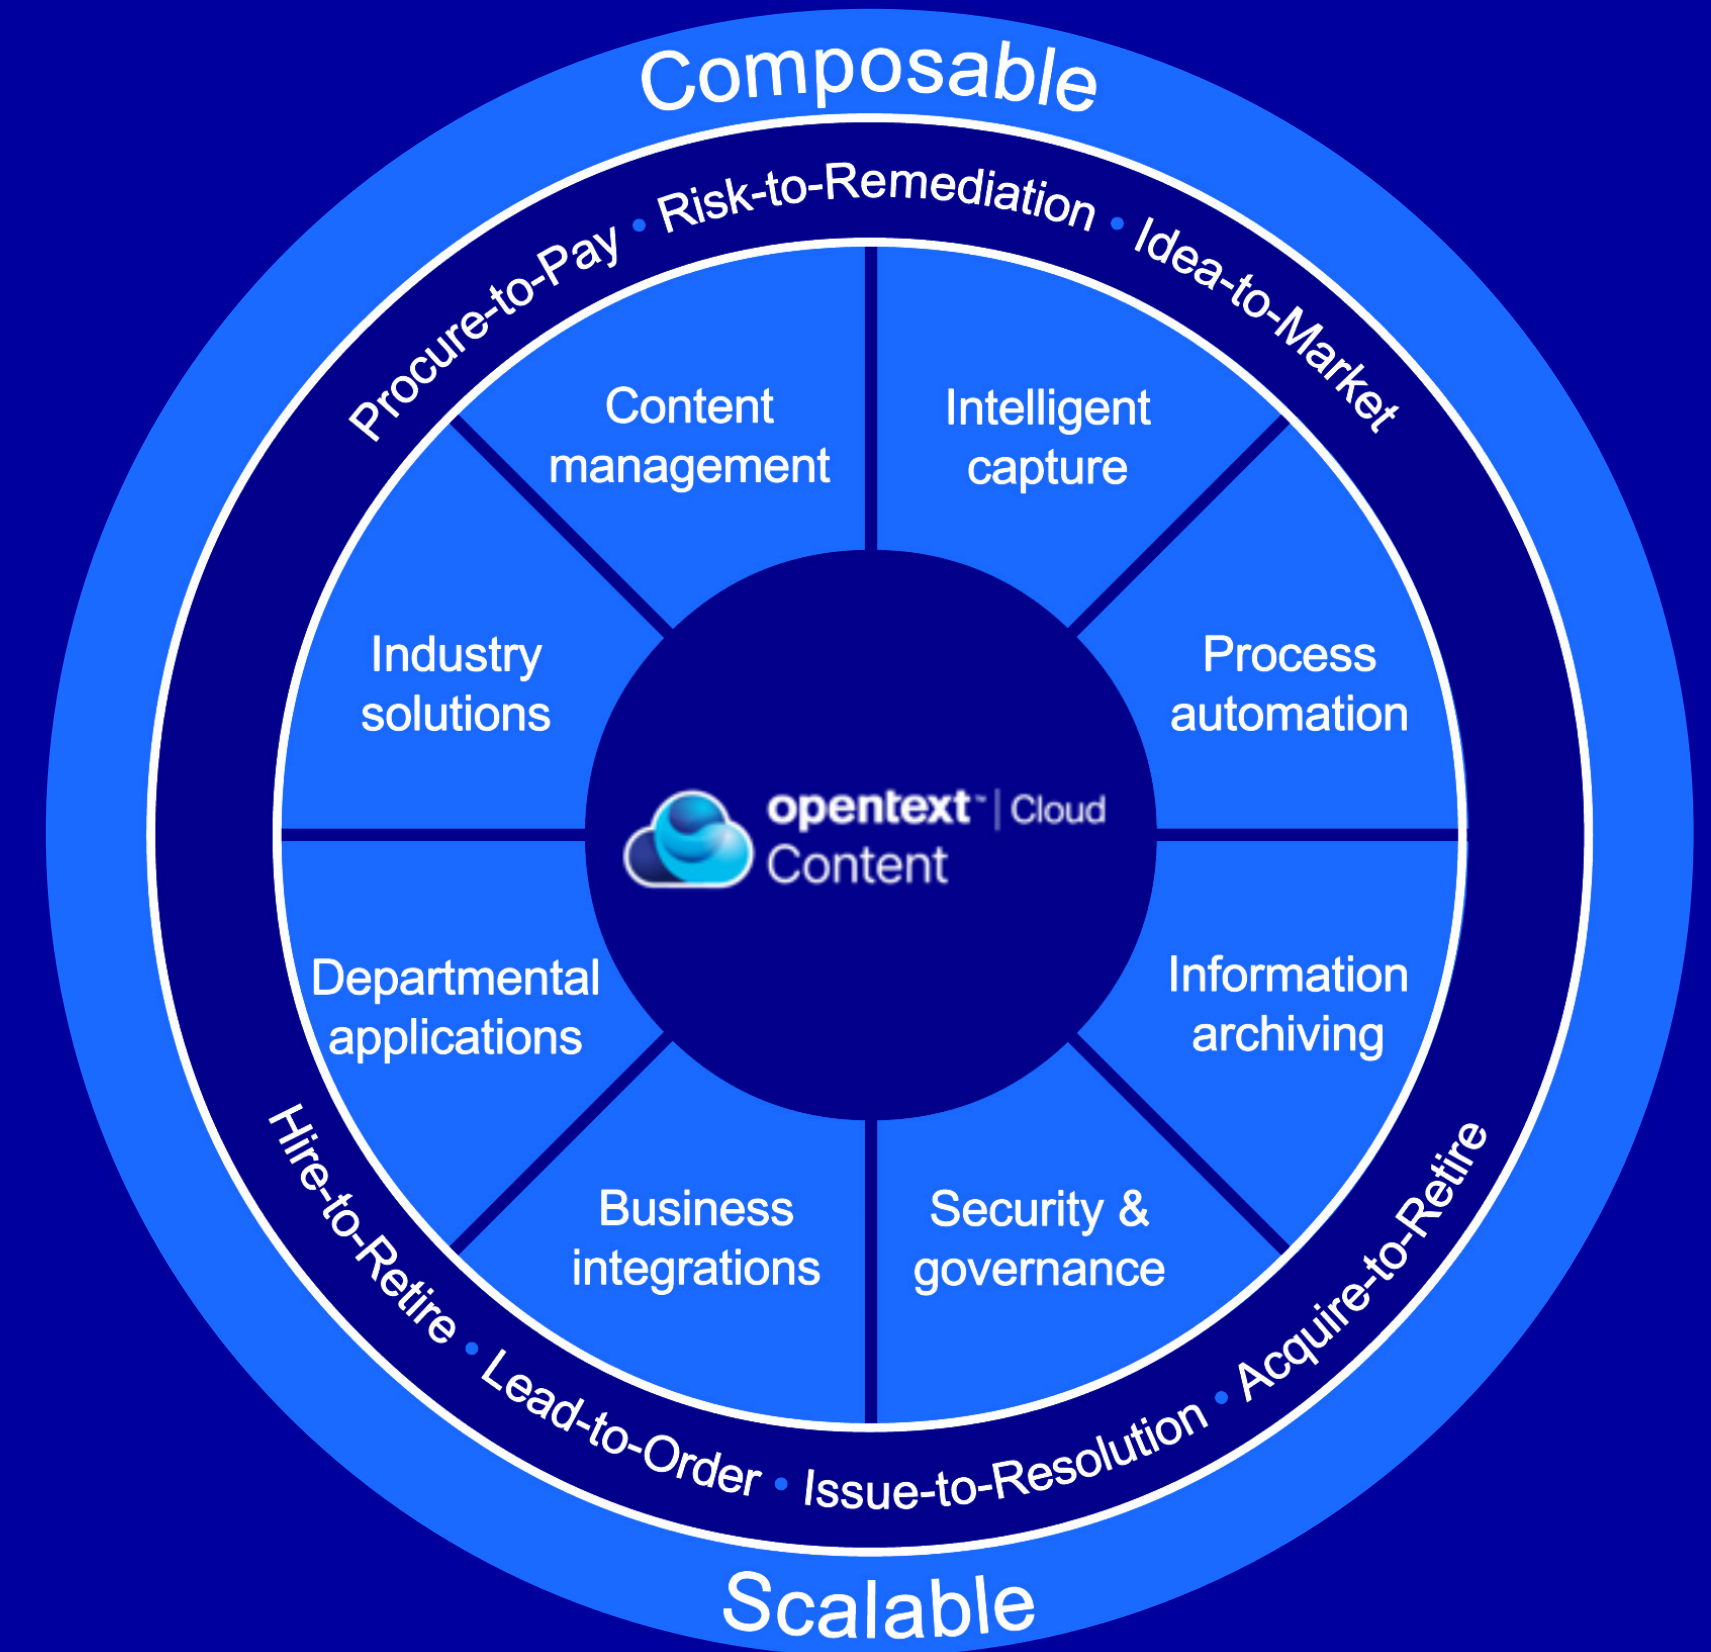 Composable
Procure-to-Pay • Risk-to-Remediation • Idea-to-Market
Content
management
Intelligent
capture
Industry
solutions
Process
automation
opentext™ | Cloud
Content
Departmental
applications
Information
archiving
Business
integrations
Security &
governance
Hire-to-Retire • Lead-to-Order • Issue-to-Resolution • Acquire-to-Retire
Scalable